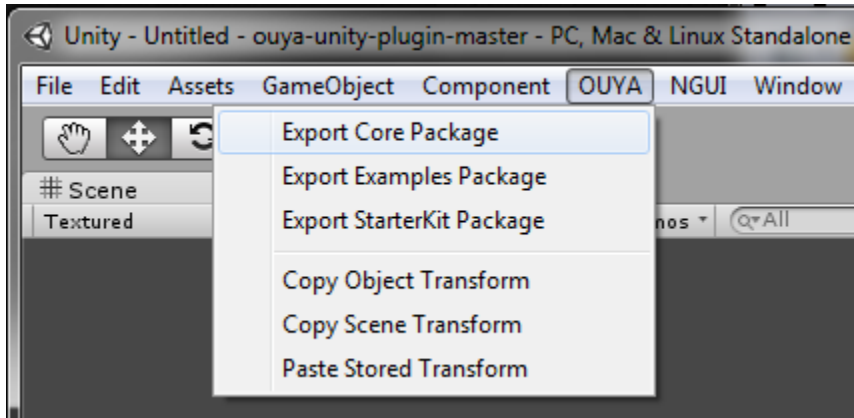 Unity - Untitled - ouya-unity-plugin-master - PC, Mac & Linux Standalone
File Edit Assets GameObject Component OUYA NGUI Window
Export Core Package
Export Examples Package
Export StarterKit Package
Copy Object Transform
Copy Scene Transform
Paste Stored Transform
Scene
Textured
All